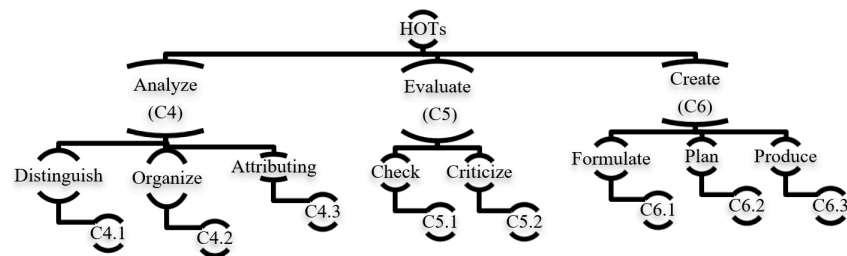 HOTs
Analyze
(C4)
Evaluate
(C5)
Create
(C6)
Distinguish
Organize
Attributing
Check
Criticize
Formulate
Plan
Produce
C4.1
C4.2
C4.3
C5.1
C5.2
C6.1
C6.2
C6.3